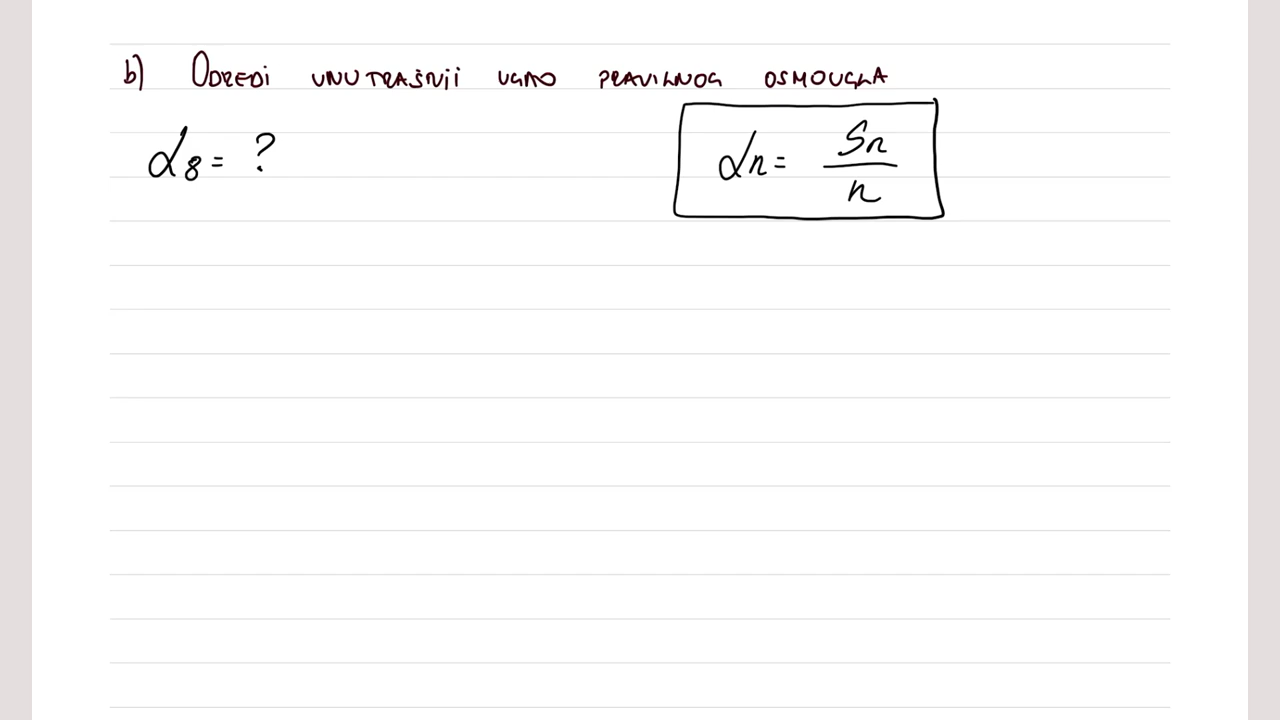 b) ODREDI UNUTRAŠNJI UGAO PRAVILNOG OSMOUGLA
α8 = ?
αn = Sn/n